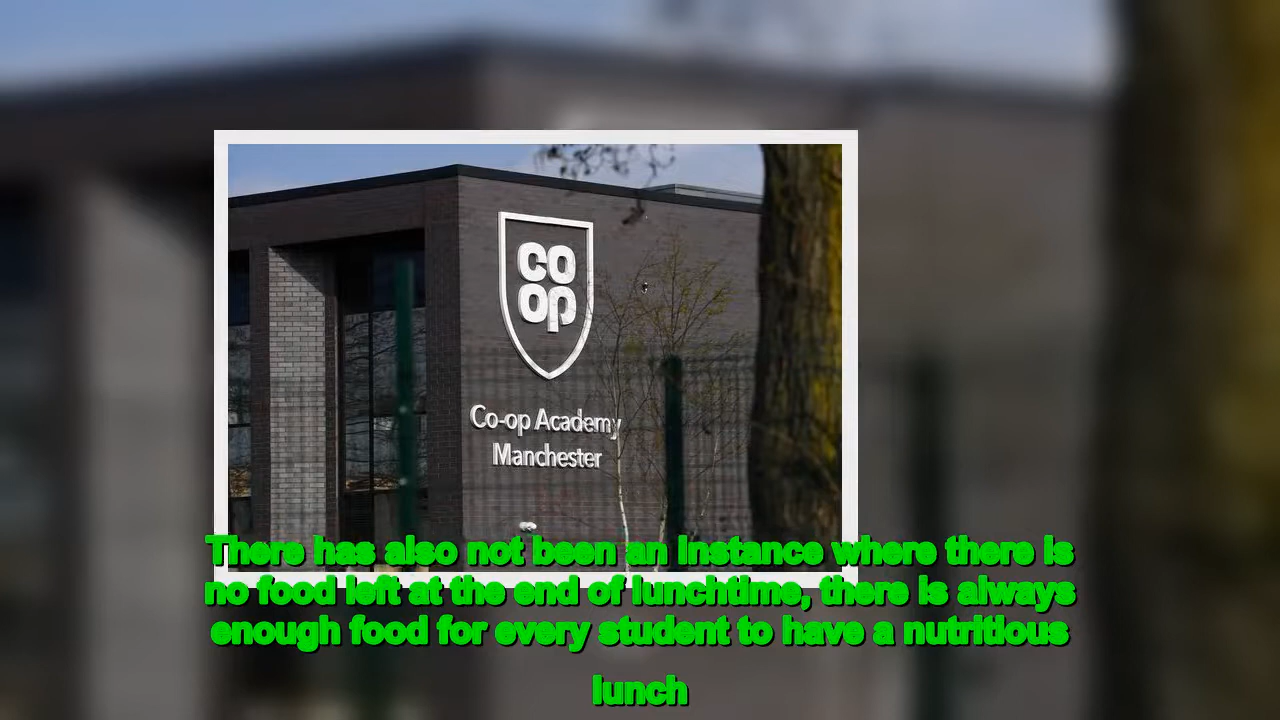 co
op
Co-op Academy
Manchester
There has also not been an instance where there is
no food left at the end of lunchtime, there is always
enough food for every student to have a nutritious
lunch